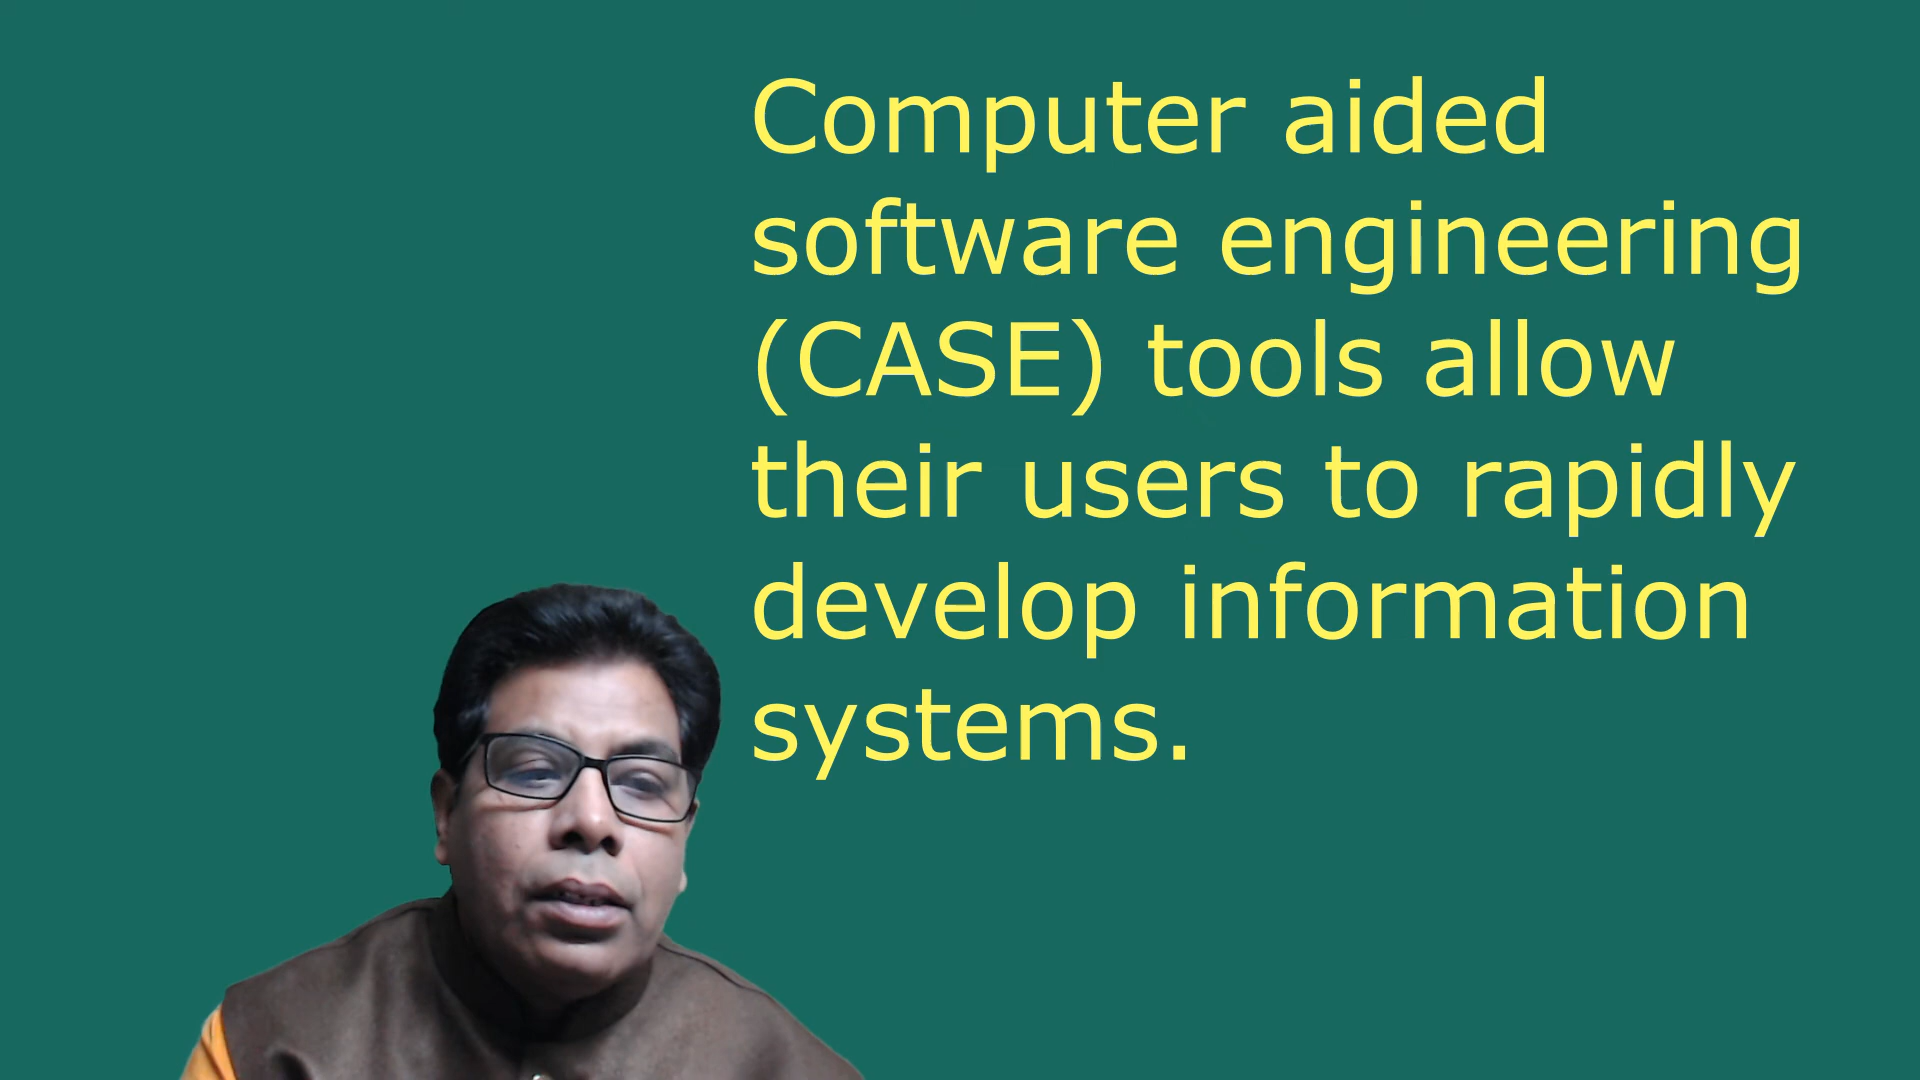 Computer aided
software engineering
(CASE) tools allow
their users to rapidly
develop information
systems.